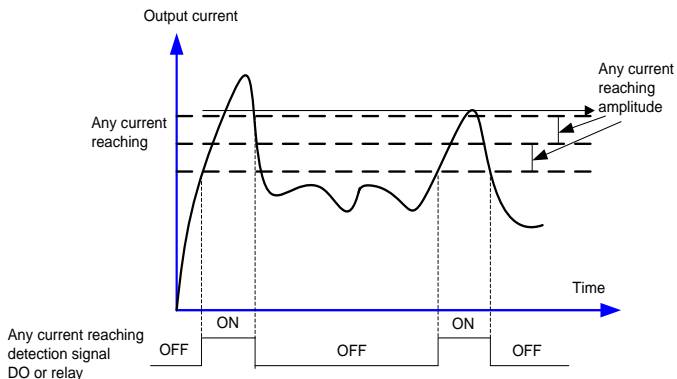 Output current
Any current
reaching
amplitude
Any current
reaching
Time
ON
ON
Any current reaching
detection signal
DO or relay
OFF
OFF
OFF